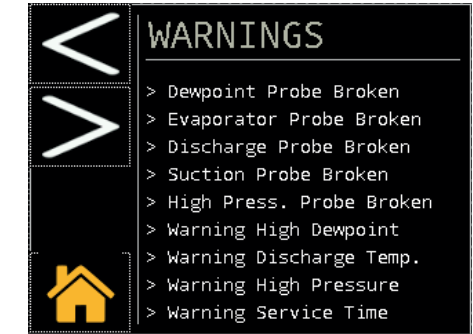 WARNINGS
> Dewpoint Probe Broken
> Evaporator Probe Broken
> Discharge Probe Broken
> Suction Probe Broken
> High Press. Probe Broken
> Warning High Dewpoint
> Warning Discharge Temp.
> Warning High Pressure
> Warning Service Time